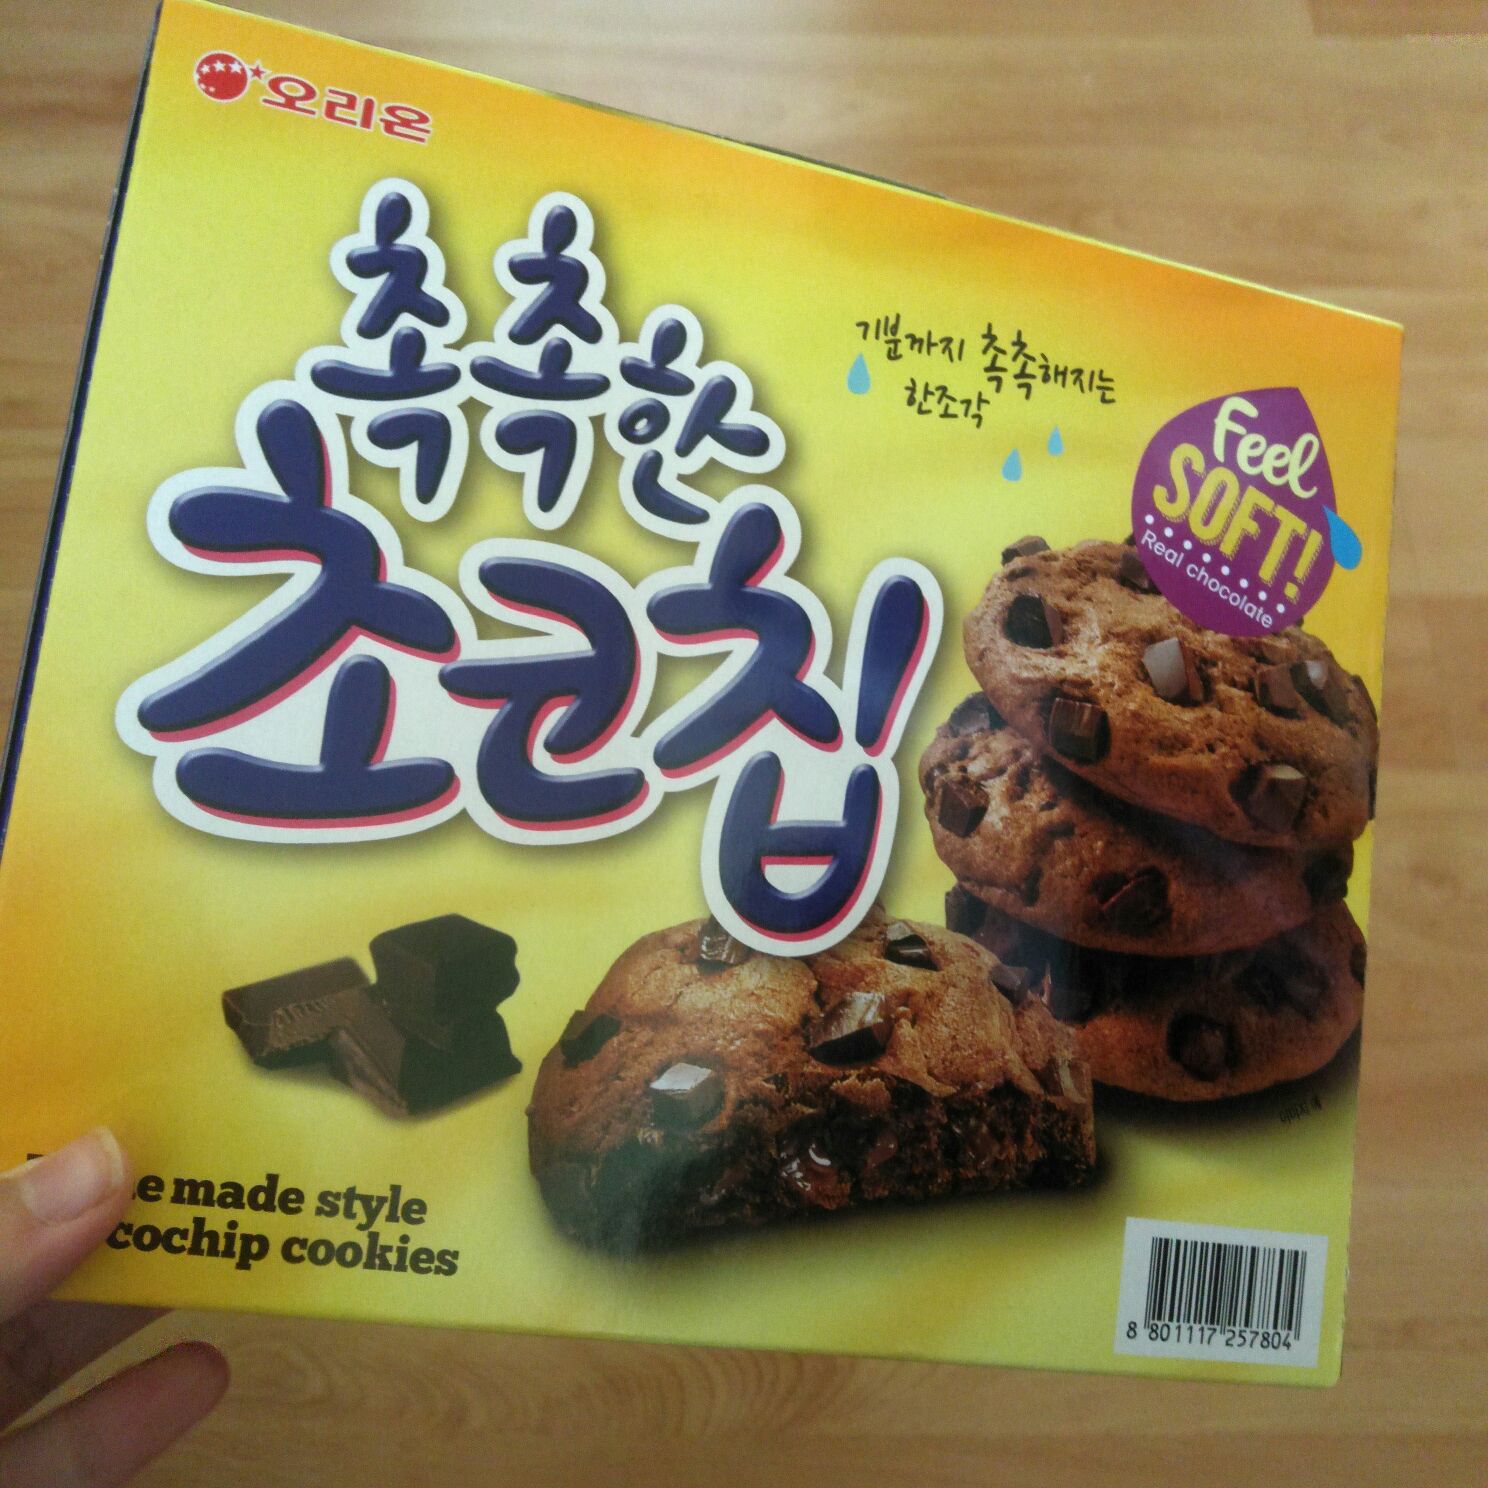 오리온
촉촉한
초코칩
기분까지 촉촉해지는
한조각
Feel
SOFT!
Real chocolate
made style
cookies
8 801117 257804